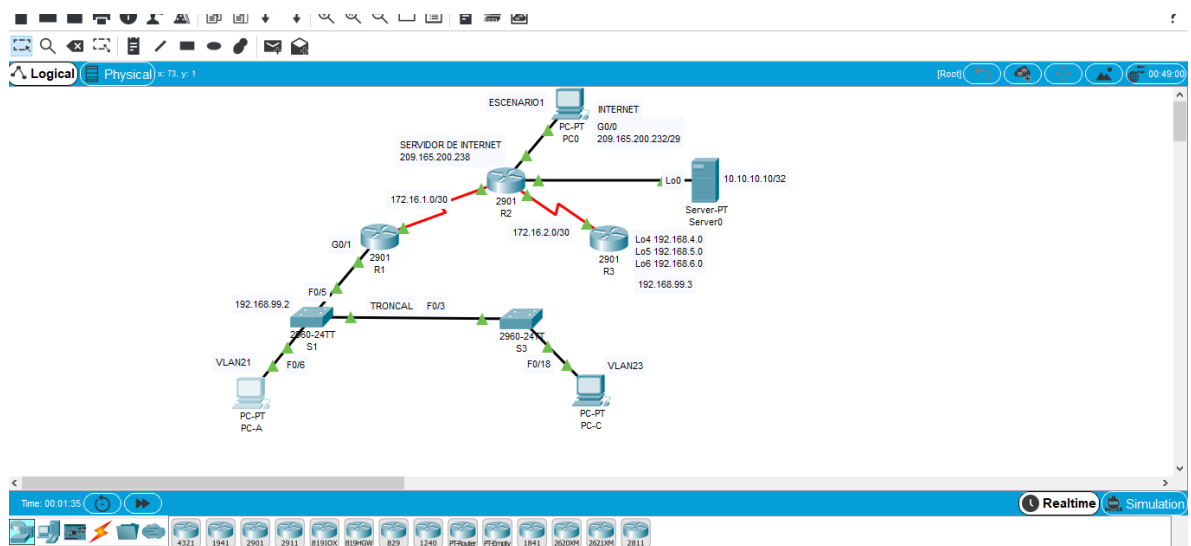 ?
Logical
Physical
x: 73, y: 1
[Root]
00:49:00
ESCENARIO1
INTERNET
PC-PT
PC0
G0/0
209.165.200.232/29
SERVIDOR DE INTERNET
209.165.200.238
Lo0
10.10.10.10/32
172.16.1.0/30
2901
R2
Server-PT
Server0
172.16.2.0/30
G0/1
2901
R1
2901
R3
Lo4 192.168.4.0
Lo5 192.168.5.0
Lo6 192.168.6.0
192.168.99.3
F0/5
192.168.99.2
TRONCAL F0/3
2960-24TT
S1
2960-24TT
S3
VLAN21
F0/6
F0/18
VLAN23
PC-PT
PC-A
PC-PT
PC-C
Time: 00:01:35
Realtime
Simulation
4321
1941
2901
2911
819IOX
819HGW
829
1240
PT-Router
PT-Empty
1841
2620XM
2621XM
2811